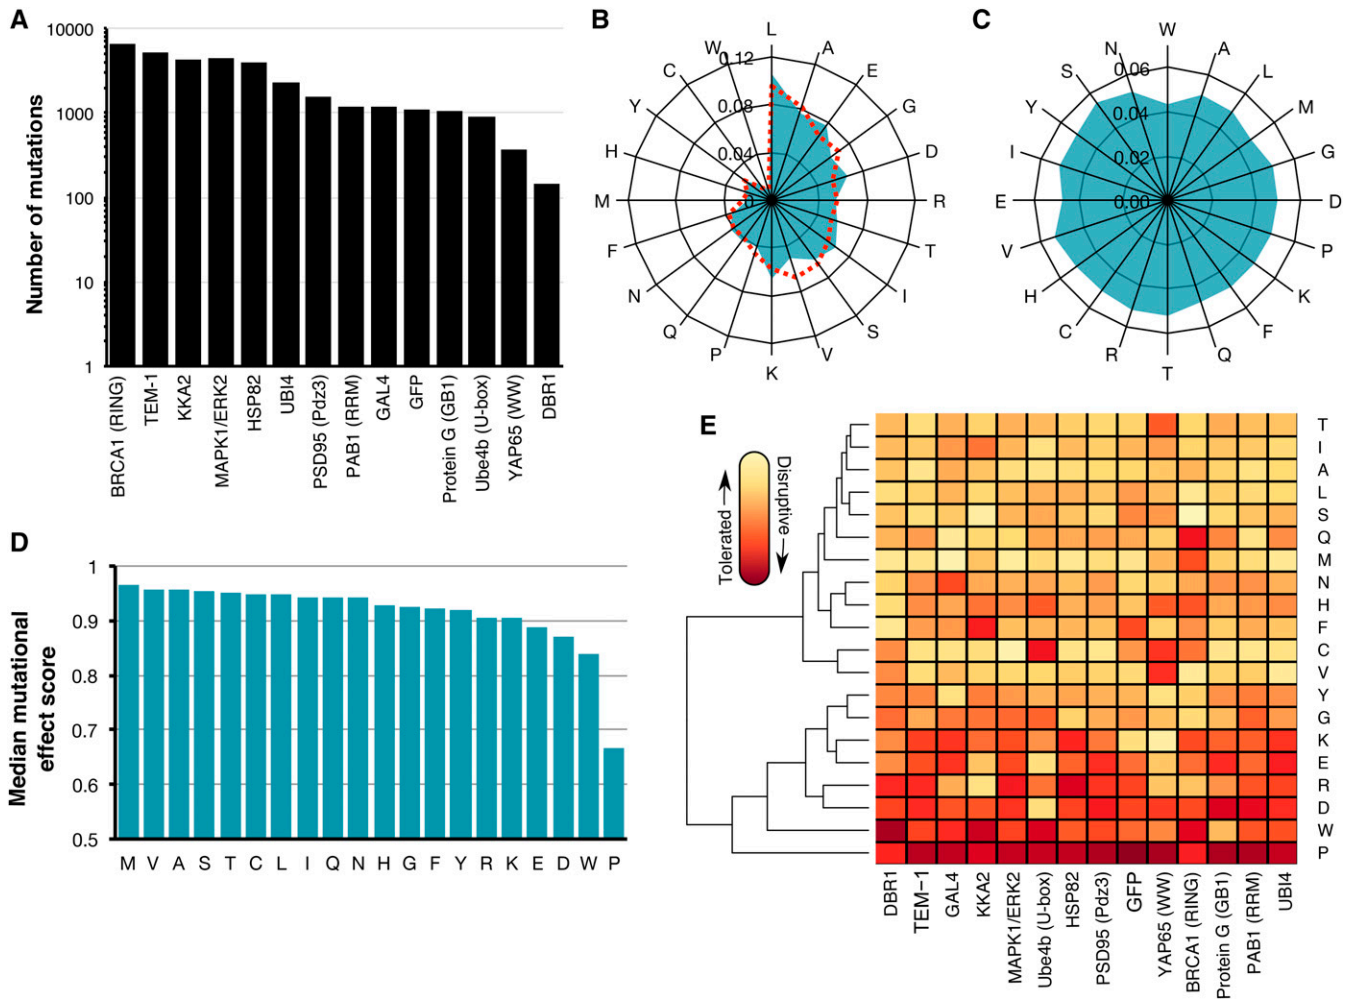 A
Number of mutations
10000
1000
100
10
1
BRCA1 (RING)
TEM-1
KKA2
MAPK1/ERK2
HSP82
UBI4
PSD95 (Pdz3)
PAB1 (RRM)
GAL4
GFP
Protein G (GB1)
Ube4b (U-box)
YAP65 (WW)
DBR1
B
L
A
E
G
D
R
T
I
S
V
K
P
Q
N
F
M
H
Y
C
W
0.12
0.08
0.04
0
C
W
A
L
M
G
D
P
K
F
Q
T
R
C
H
V
E
I
Y
S
N
0.06
0.04
0.02
0.00
D
Median mutational
effect score
1
0.9
0.8
0.7
0.6
0.5
M V A S T C L I Q N H G F Y R K E D W P
E
Tolerated
Disruptive
T
I
A
L
S
Q
M
N
H
F
C
V
Y
G
K
E
R
D
W
P
DBR1
TEM−1
GAL4
KKA2
MAPK1/ERK2
Ube4b (U-box)
HSP82
PSD95 (Pdz3)
GFP
YAP65 (WW)
BRCA1 (RING)
Protein G (GB1)
PAB1 (RRM)
UBI4